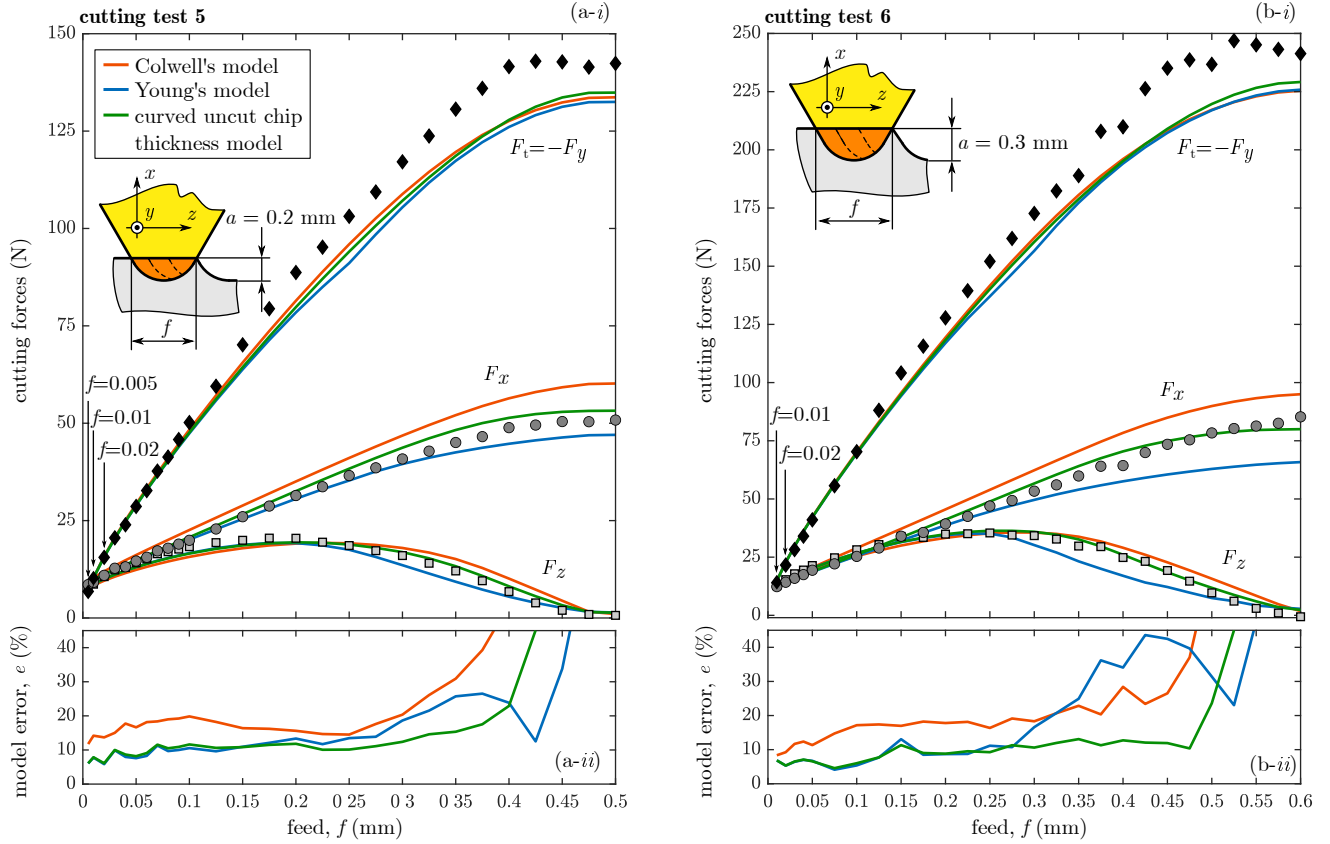 cutting test 5
(a-i)
cutting forces (N)
150
125
100
75
50
25
0
Colwell's model
Young's model
curved uncut chip
thickness model
x
y
z
a = 0.2 mm
f
f=0.005
f=0.01
f=0.02
Ft=−Fy
Fx
Fz
model error, e (%)
40
30
20
10
0
(a-ii)
0 0.05 0.1 0.15 0.2 0.25 0.3 0.35 0.4 0.45 0.5
feed, f (mm)
cutting test 6
(b-i)
cutting forces (N)
250
225
200
175
150
125
100
75
50
25
0
x
y
z
a = 0.3 mm
f
f=0.01
f=0.02
Ft=−Fy
Fx
Fz
model error, e (%)
40
30
20
10
0
(b-ii)
0 0.05 0.1 0.15 0.2 0.25 0.3 0.35 0.4 0.45 0.5 0.55 0.6
feed, f (mm)